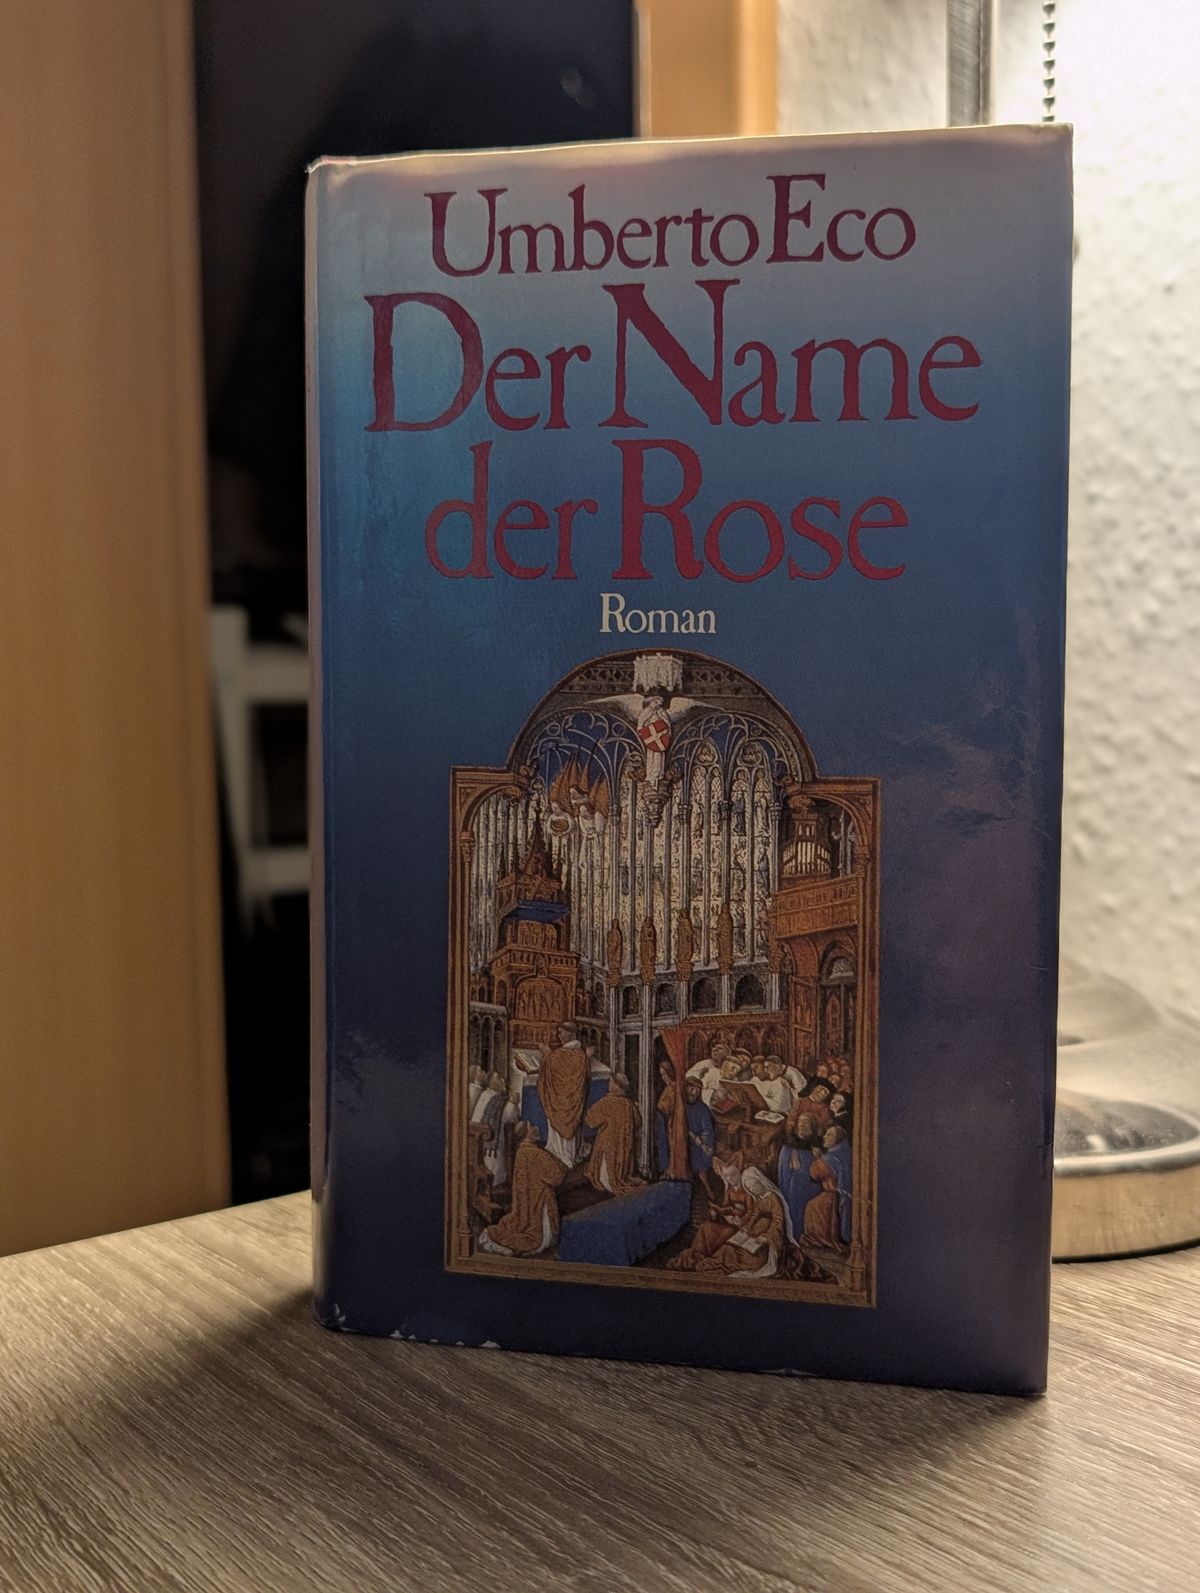 Umberto Eco
Der Name
der Rose
Roman